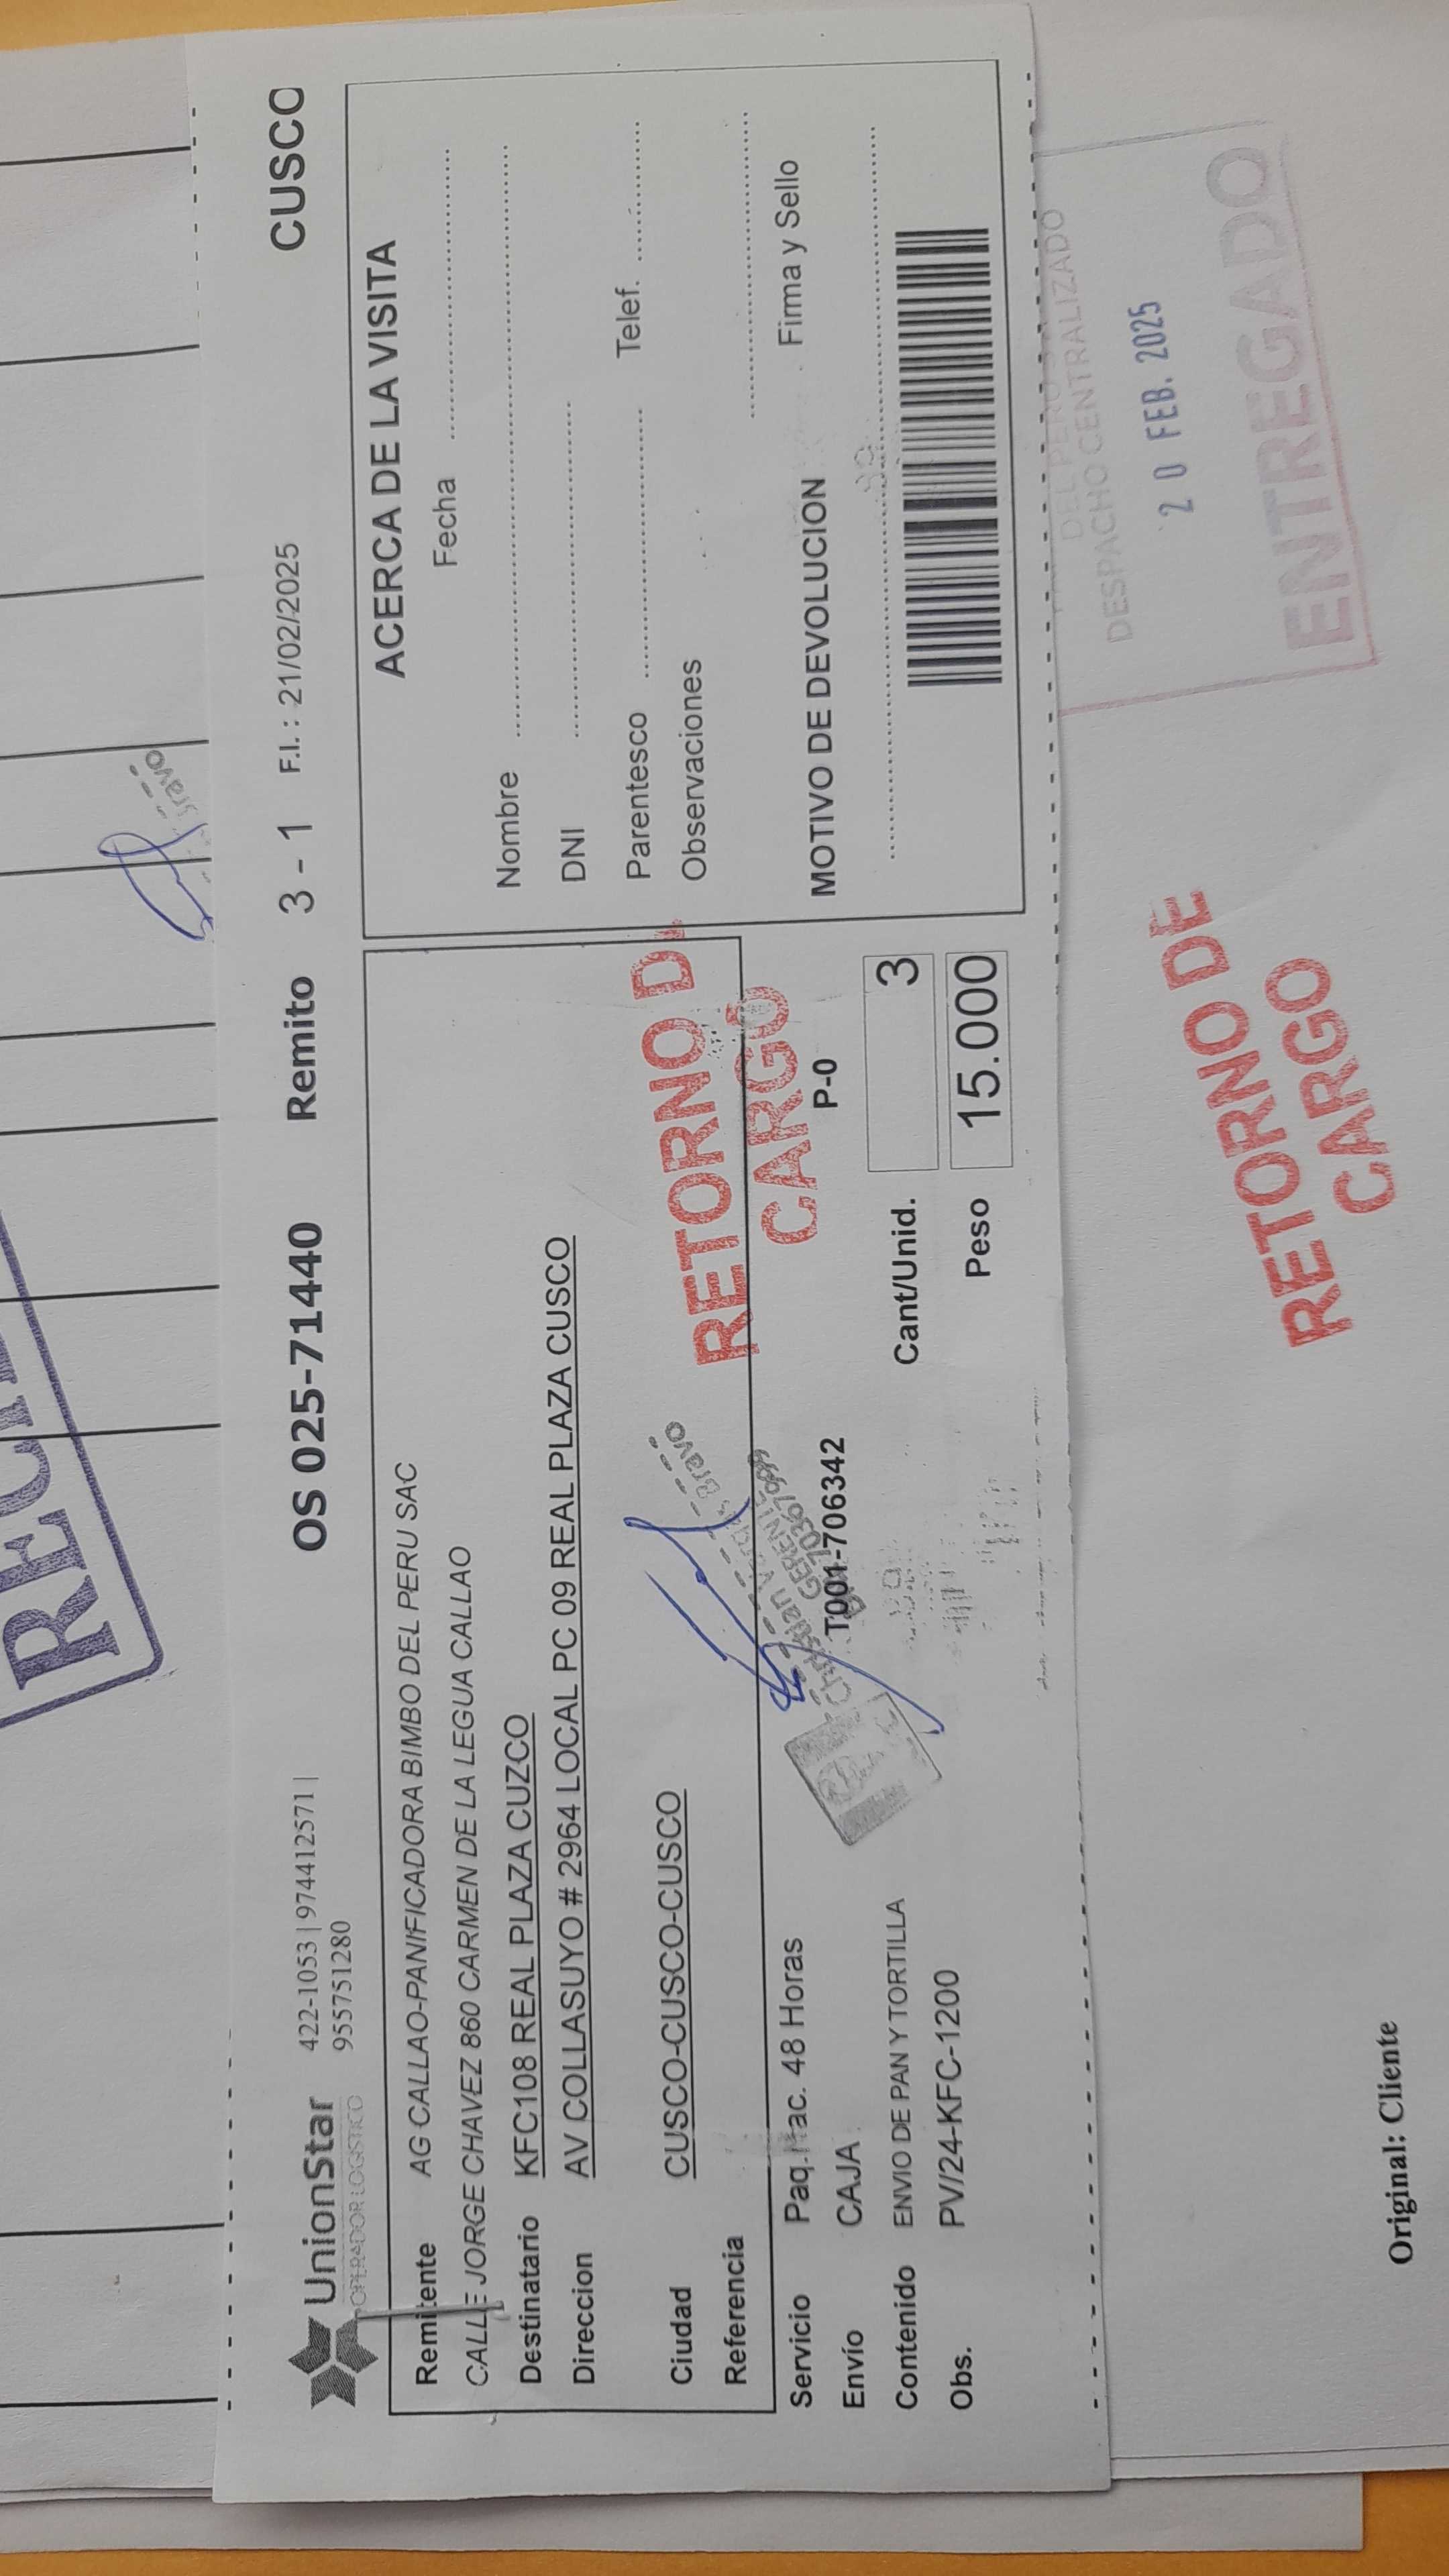 UnionStar
OPERADOR LOGISTICO
422-1053 | 974412571 |
955751280
OS 025-71440 Remito 3 - 1 F.I. : 21/02/2025 CUSCO
Remitente AG CALLAO-PANIFICADORA BIMBO DEL PERU SAC
CALLE JORGE CHAVEZ 860 CARMEN DE LA LEGUA CALLAO
Destinatario KFC108 REAL PLAZA CUZCO
Direccion AV COLLASUYO # 2964 LOCAL PC 09 REAL PLAZA CUSCO
Ciudad CUSCO-CUSCO-CUSCO
Referencia
RETORNO D
CARGO
Bravo
Servicio Paq.Mac. 48 Horas T001-706342 P-0
Envío CAJA
Contenido ENVIO DE PAN Y TORTILLA Cant/Unid. 3
Obs. PV/24-KFC-1200 Peso 15.000
ACERCA DE LA VISITA
Fecha
Nombre
DNI
Parentesco Telef.
Observaciones
MOTIVO DE DEVOLUCION Firma y Sello
DEL PERU
DESPACHO CENTRALIZADO
20 FEB. 2025
ENTREGADO
RETORNO DE
CARGO
Original: Cliente